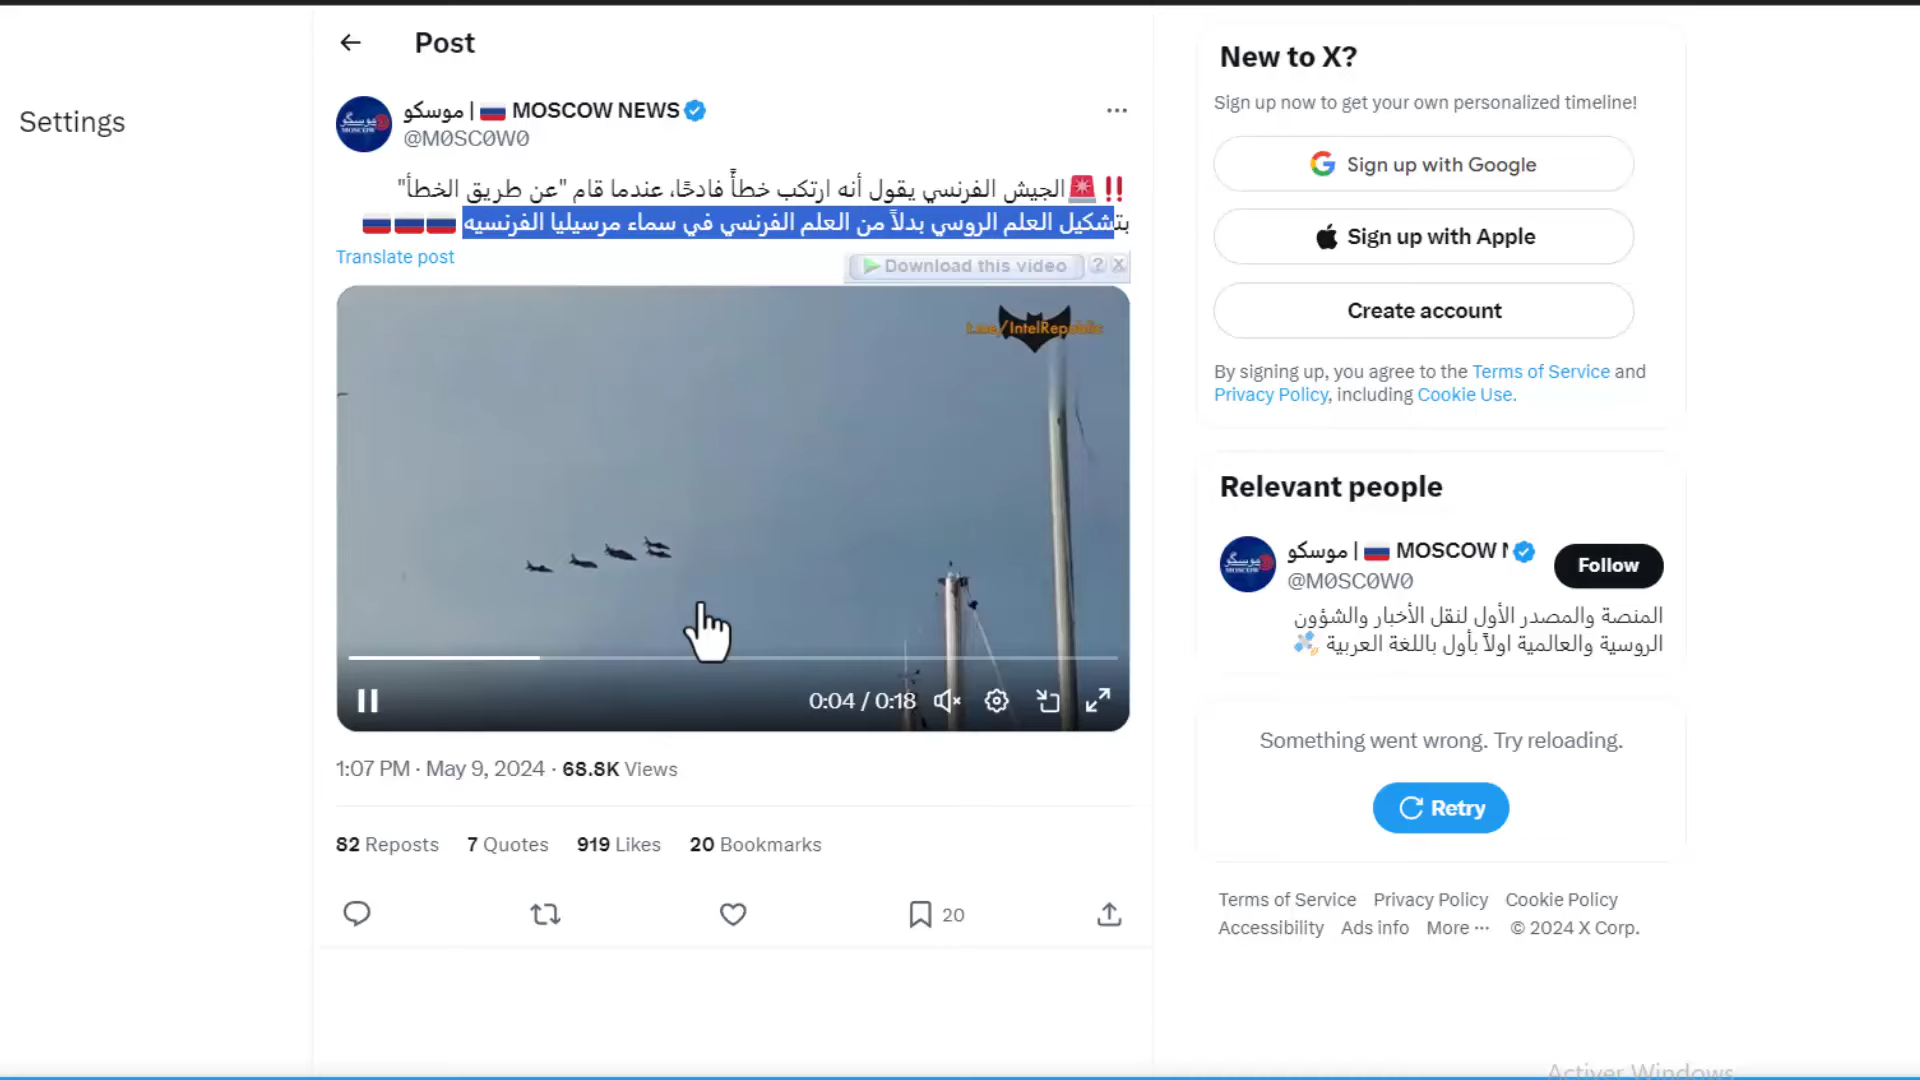 Settings
Post
موسكو | MOSCOW NEWS
@M0SC0W0
الجيش الفرنسي يقول أنه ارتكب خطأً فادحًا، عندما قام "عن طريق الخطأ"
بتشكيل العلم الروسي بدلاً من العلم الفرنسي في سماء مرسيليا الفرنسيه
Translate post
Download this video
t.me/IntelRepublic
0:04 / 0:18
1:07 PM · May 9, 2024 · 68.8K Views
82 Reposts 7 Quotes 919 Likes 20 Bookmarks
20
New to X?
Sign up now to get your own personalized timeline!
Sign up with Google
Sign up with Apple
Create account
By signing up, you agree to the Terms of Service and
Privacy Policy, including Cookie Use.
Relevant people
موسكو | MOSCOW
@M0SC0W0
Follow
المنصة والمصدر الأول لنقل الأخبار والشؤون
الروسية والعالمية اولاً بأول باللغة العربية
Something went wrong. Try reloading.
Retry
Terms of Service Privacy Policy Cookie Policy
Accessibility Ads info More ··· © 2024 X Corp.
Activer Windows